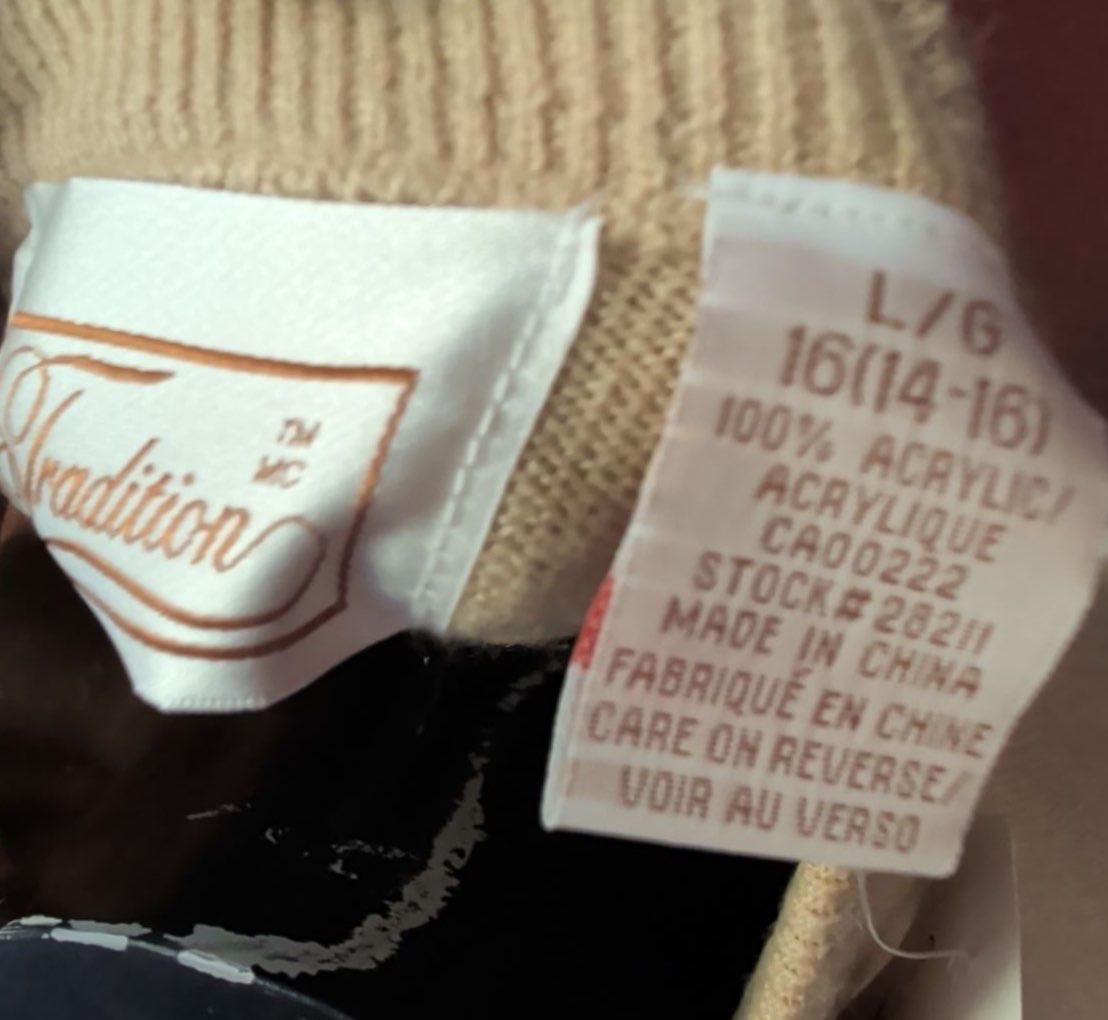 Tradition
TM
MC
L/G
16(14-16)
100% ACRYLIC/
ACRYLIQUE
CA00222
STOCK#28211
MADE IN CHINA
FABRIQUÉ EN CHINE
CARE ON REVERSE/
VOIR AU VERSO